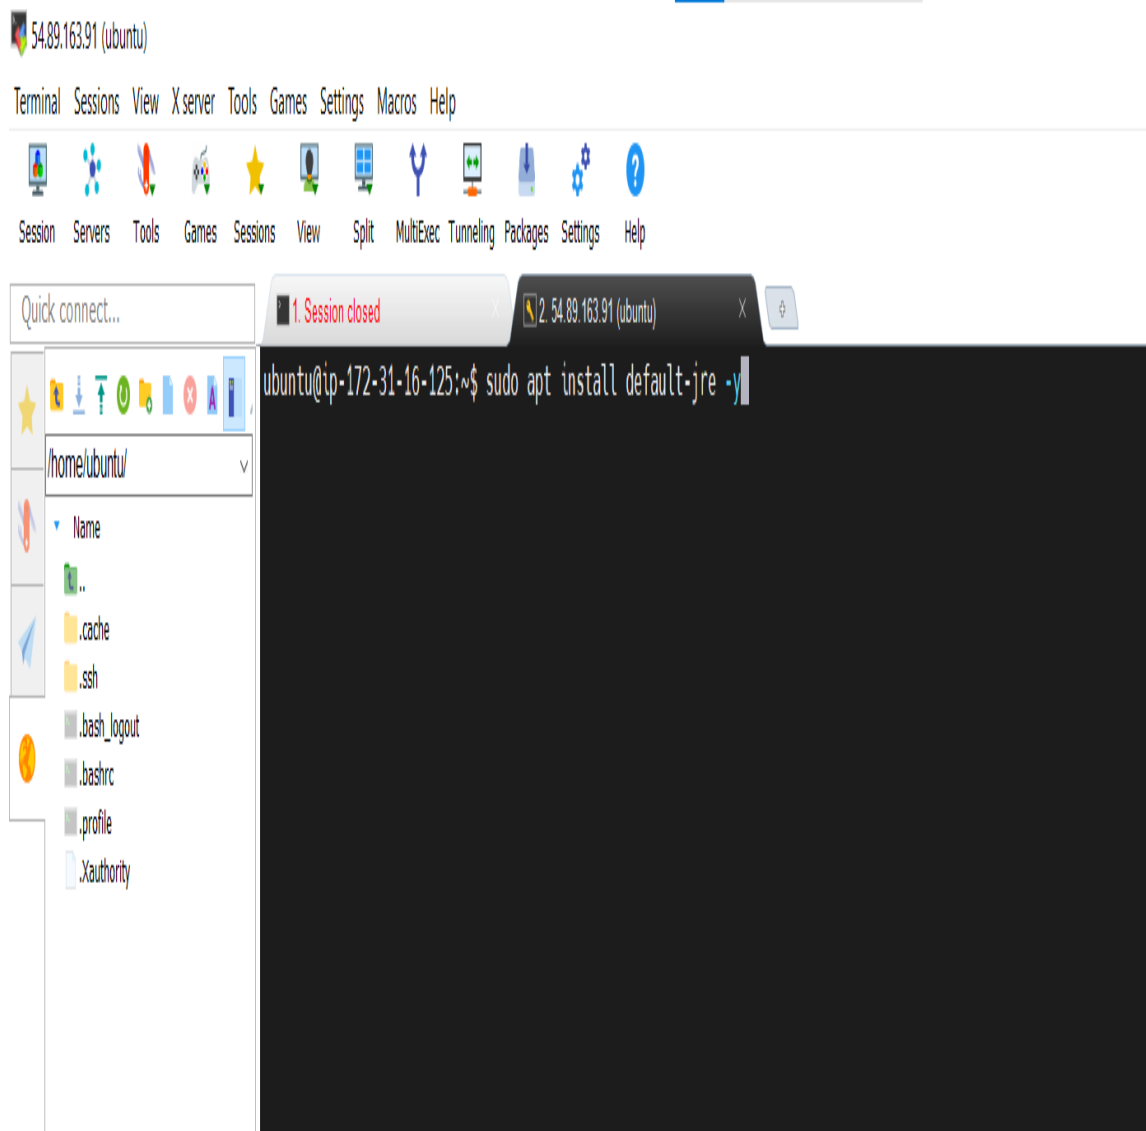 54.89.163.91 (ubuntu)
Terminal Sessions View X server Tools Games Settings Macros Help
Session Servers Tools Games Sessions View Split MultiExec Tunneling Packages Settings Help
Quick connect...
1. Session closed
2. 54.89.163.91 (ubuntu)
ubuntu@ip-172-31-16-125:~$ sudo apt install default-jre -y
/home/ubuntu/
Name
..
.cache
.ssh
.bash_logout
.bashrc
.profile
.Xauthority